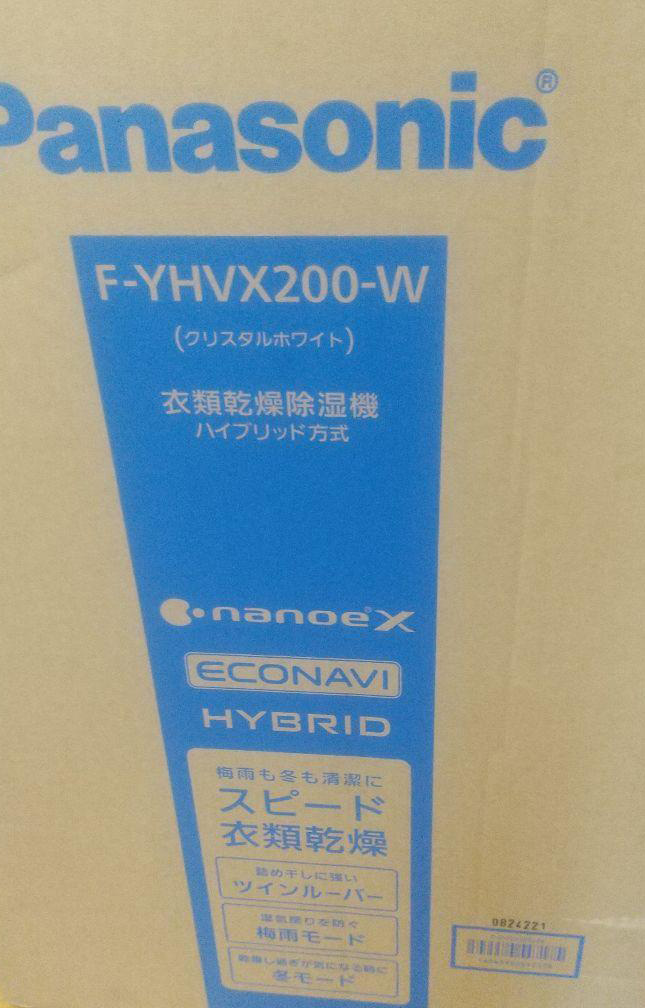 Panasonic®
F-YHVX200-W
(クリスタルホワイト)
衣類乾燥除湿機
ハイブリッド方式
nanoe®X
ECONAVI
HYBRID
梅雨も冬も清潔に
スピード
衣類乾燥
詰め干しに強い
ツインルーバー
湿気戻りを防ぐ
梅雨モード
乾燥し過ぎが気になる時に
冬モード
0824221